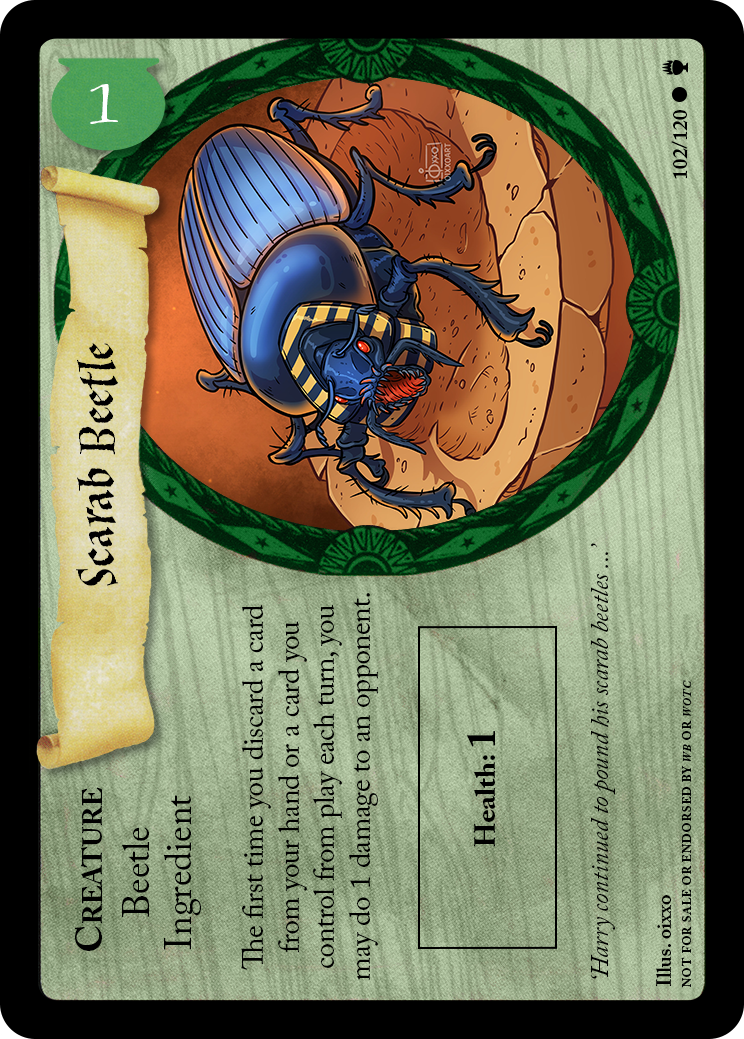 1
Scarab Beetle
CREATURE
Beetle
Ingredient
The first time you discard a card
from your hand or a card you
control from play each turn, you
may do 1 damage to an opponent.
Health: 1
‘Harry continued to pound his scarab beetles ...’
Illus. oixxo
NOT FOR SALE OR ENDORSED BY WB OR WOTC
102/120
OIXXOART